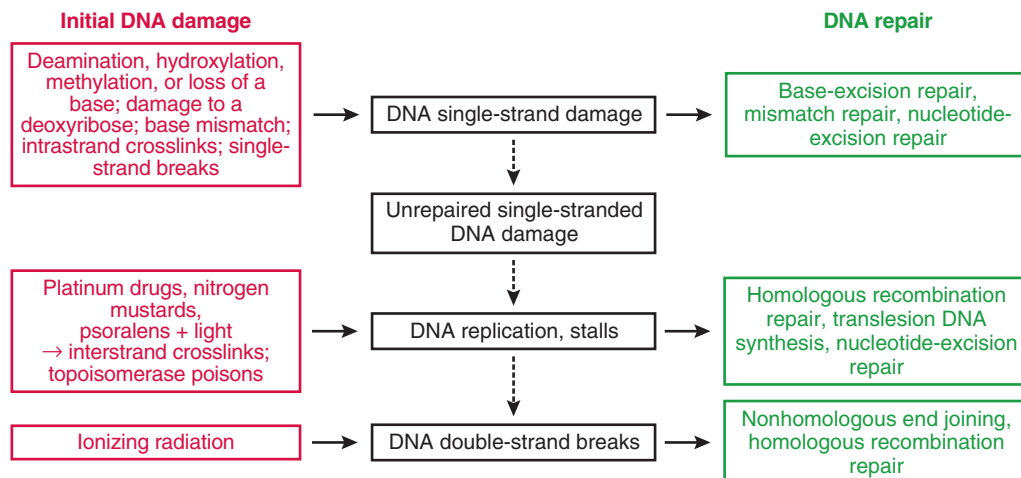 Initial DNA damage
DNA repair
Deamination, hydroxylation,
methylation, or loss of a
base; damage to a
deoxyribose; base mismatch;
intrastrand crosslinks; single-
strand breaks
DNA single-strand damage
Base-excision repair,
mismatch repair, nucleotide-
excision repair
Unrepaired single-stranded
DNA damage
Platinum drugs, nitrogen
mustards,
psoralens + light
→ interstrand crosslinks;
topoisomerase poisons
DNA replication, stalls
Homologous recombination
repair, translesion DNA
synthesis, nucleotide-excision
repair
Ionizing radiation
DNA double-strand breaks
Nonhomologous end joining,
homologous recombination
repair